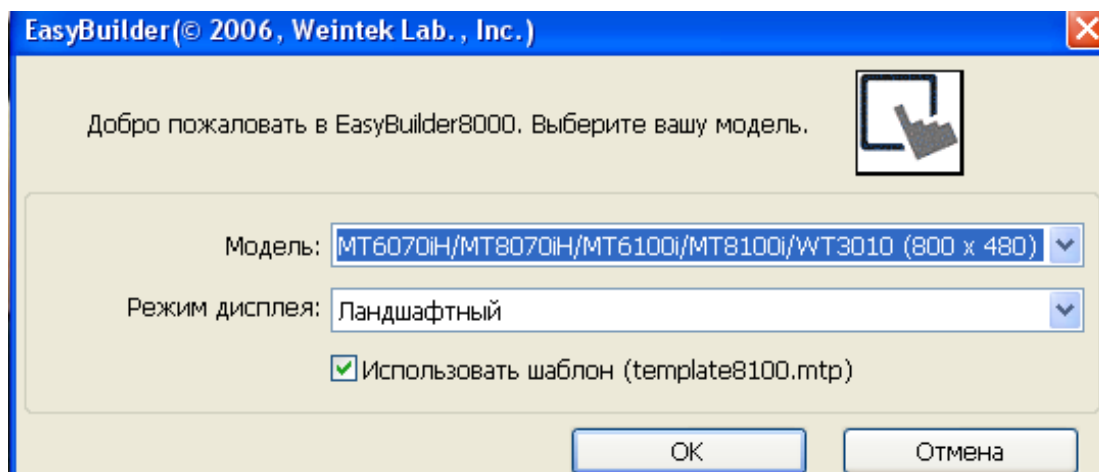 EasyBuilder(© 2006, Weintek Lab., Inc.)
Добро пожаловать в EasyBuilder8000. Выберите вашу модель.
Модель: MT6070iH/MT8070iH/MT6100i/MT8100i/WT3010 (800 x 480)
Режим дисплея: Ландшафтный
Использовать шаблон (template8100.mtp)
OK Отмена